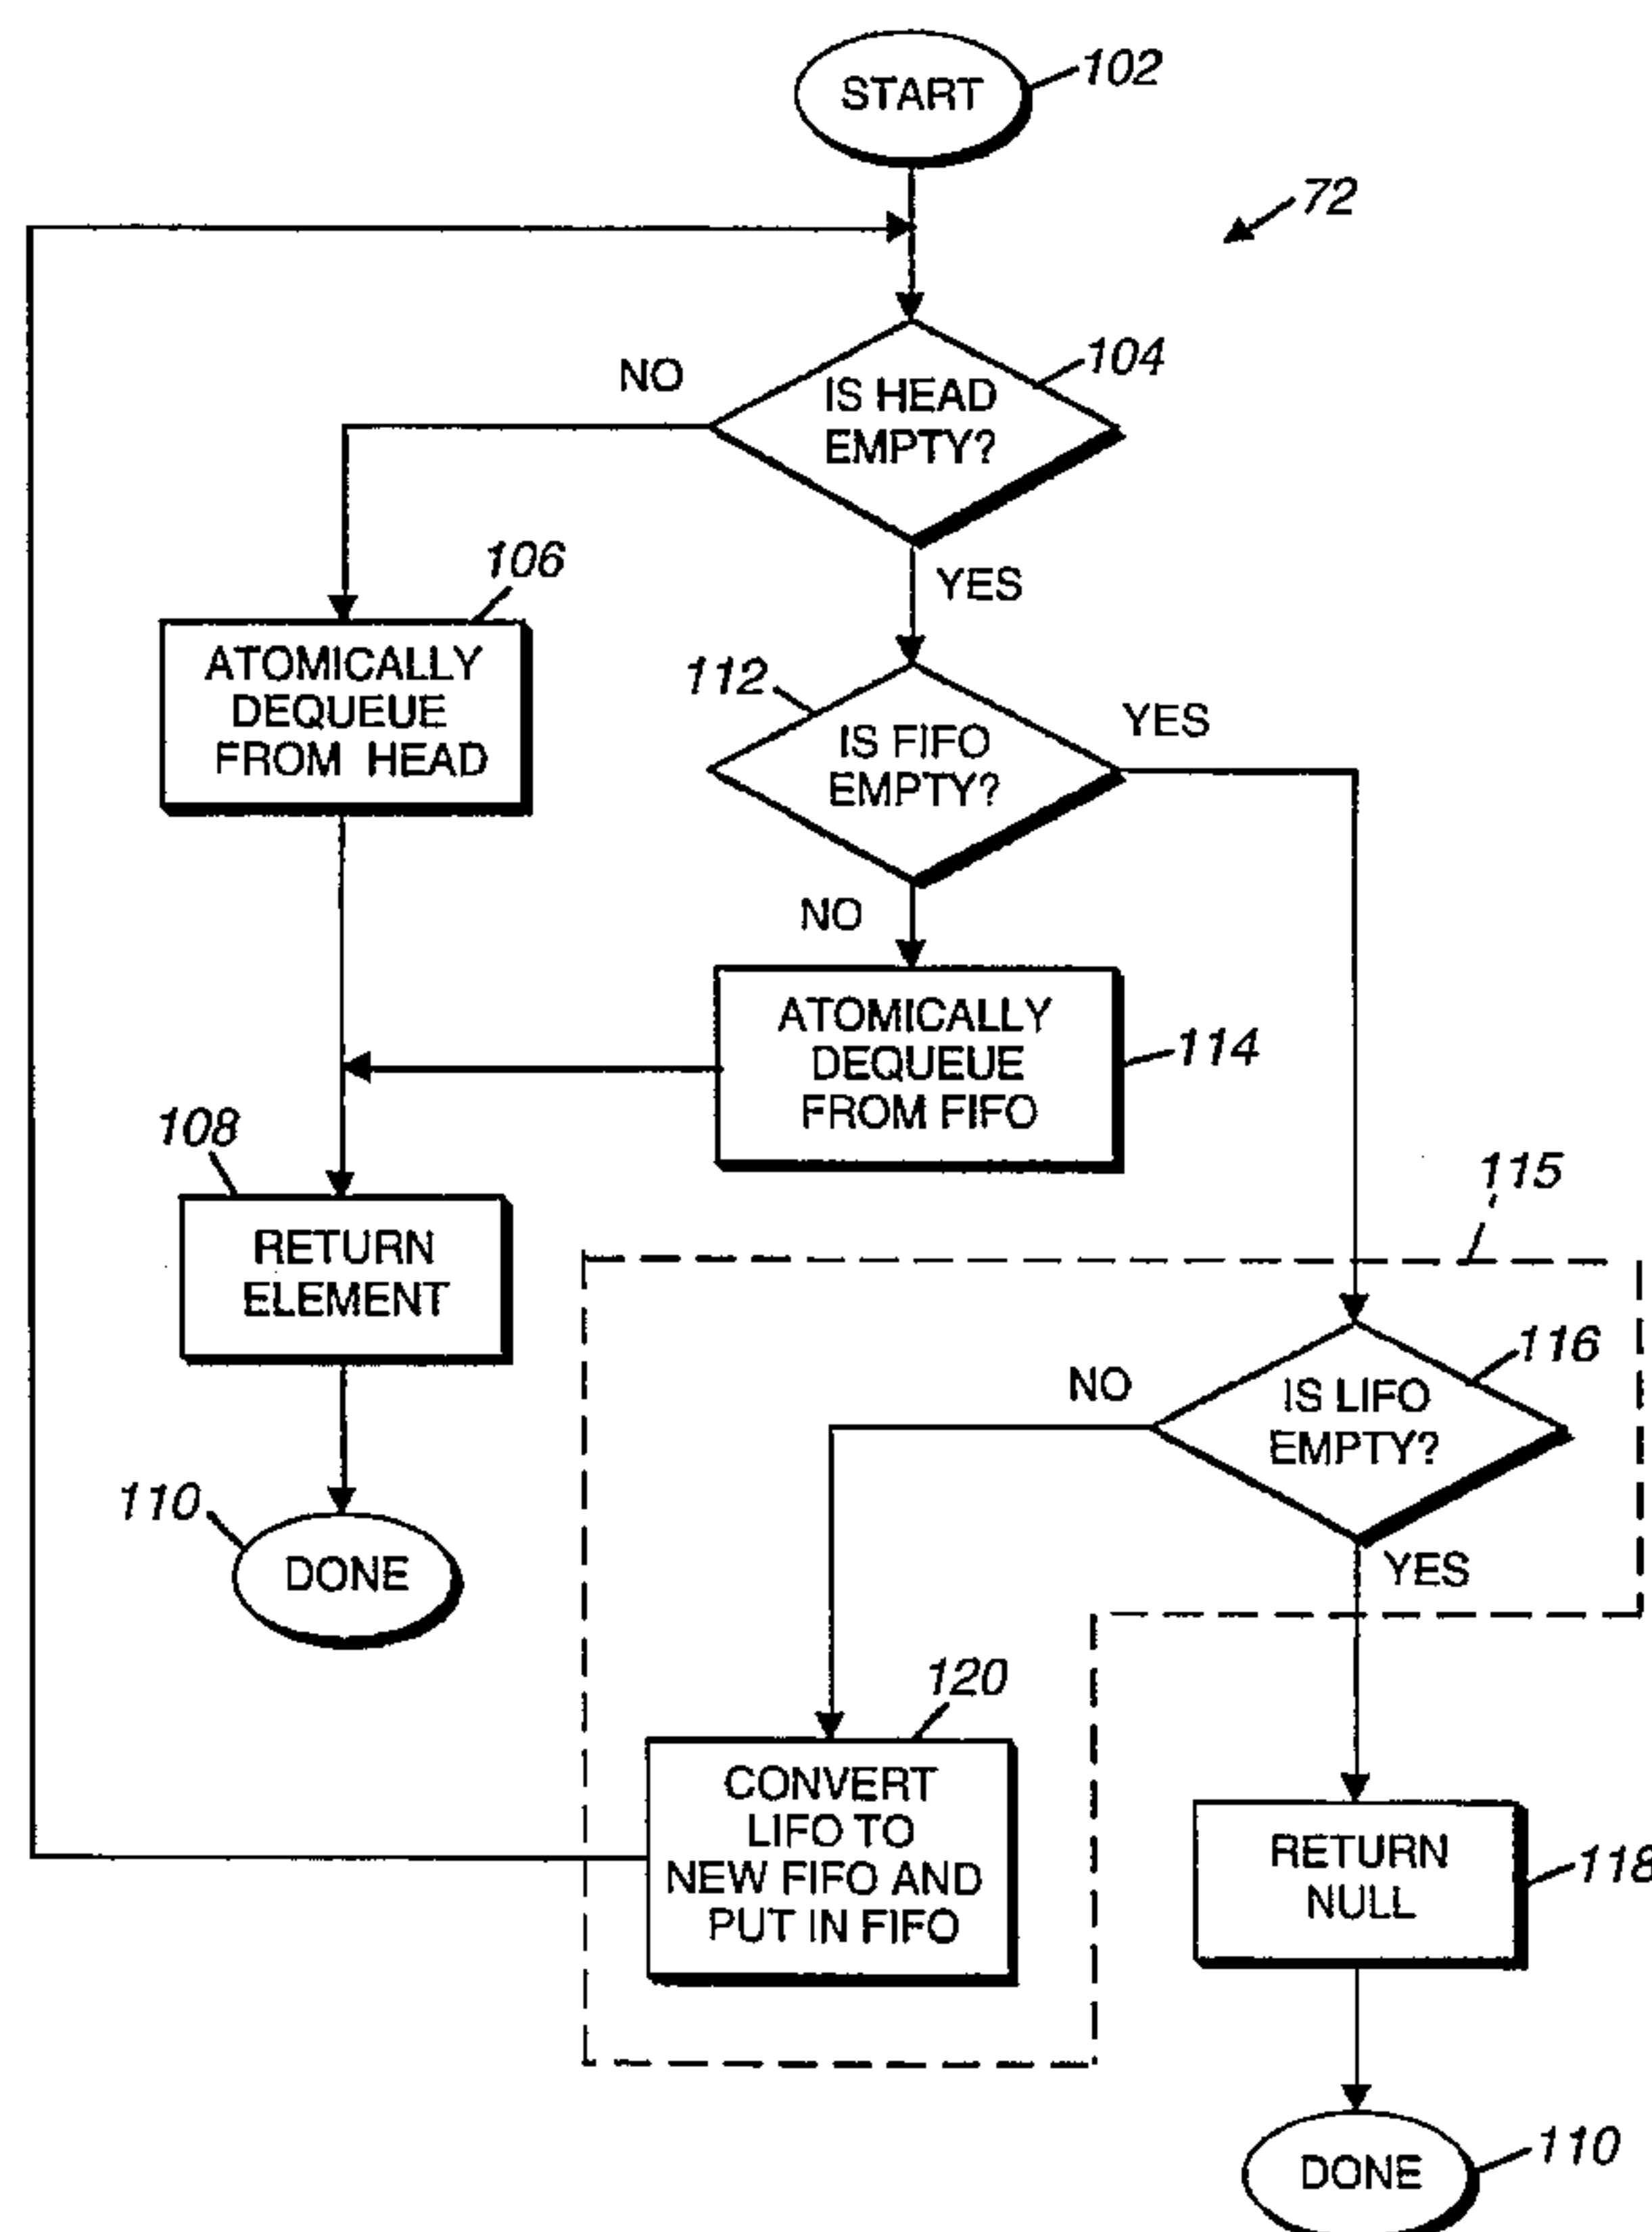 START
102
72
IS HEAD
EMPTY?
104
NO
YES
106
ATOMICALLY
DEQUEUE
FROM HEAD
112
IS FIFO
EMPTY?
YES
NO
ATOMICALLY
DEQUEUE
FROM FIFO
114
108
RETURN
ELEMENT
115
116
IS LIFO
EMPTY?
NO
YES
110
DONE
120
CONVERT
LIFO TO
NEW FIFO AND
PUT IN FIFO
RETURN
NULL
118
DONE
110